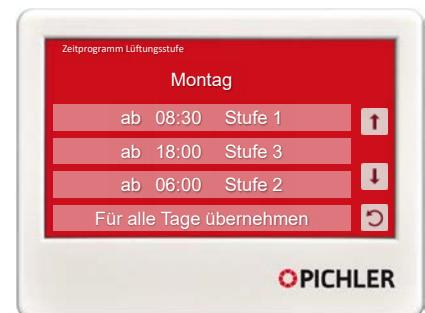 Zeitprogramm Lüftungsstufe
Montag
ab 08:30 Stufe 1
ab 18:00 Stufe 3
ab 06:00 Stufe 2
Für alle Tage übernehmen
PICHLER